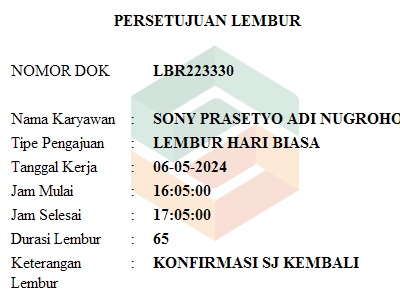 PERSETUJUAN LEMBUR
NOMOR DOK LBR223330
Nama Karyawan : SONY PRASETYO ADI NUGROHO
Tipe Pengajuan : LEMBUR HARI BIASA
Tanggal Kerja : 06-05-2024
Jam Mulai : 16:05:00
Jam Selesai : 17:05:00
Durasi Lembur : 65
Keterangan : KONFIRMASI SJ KEMBALI
Lembur